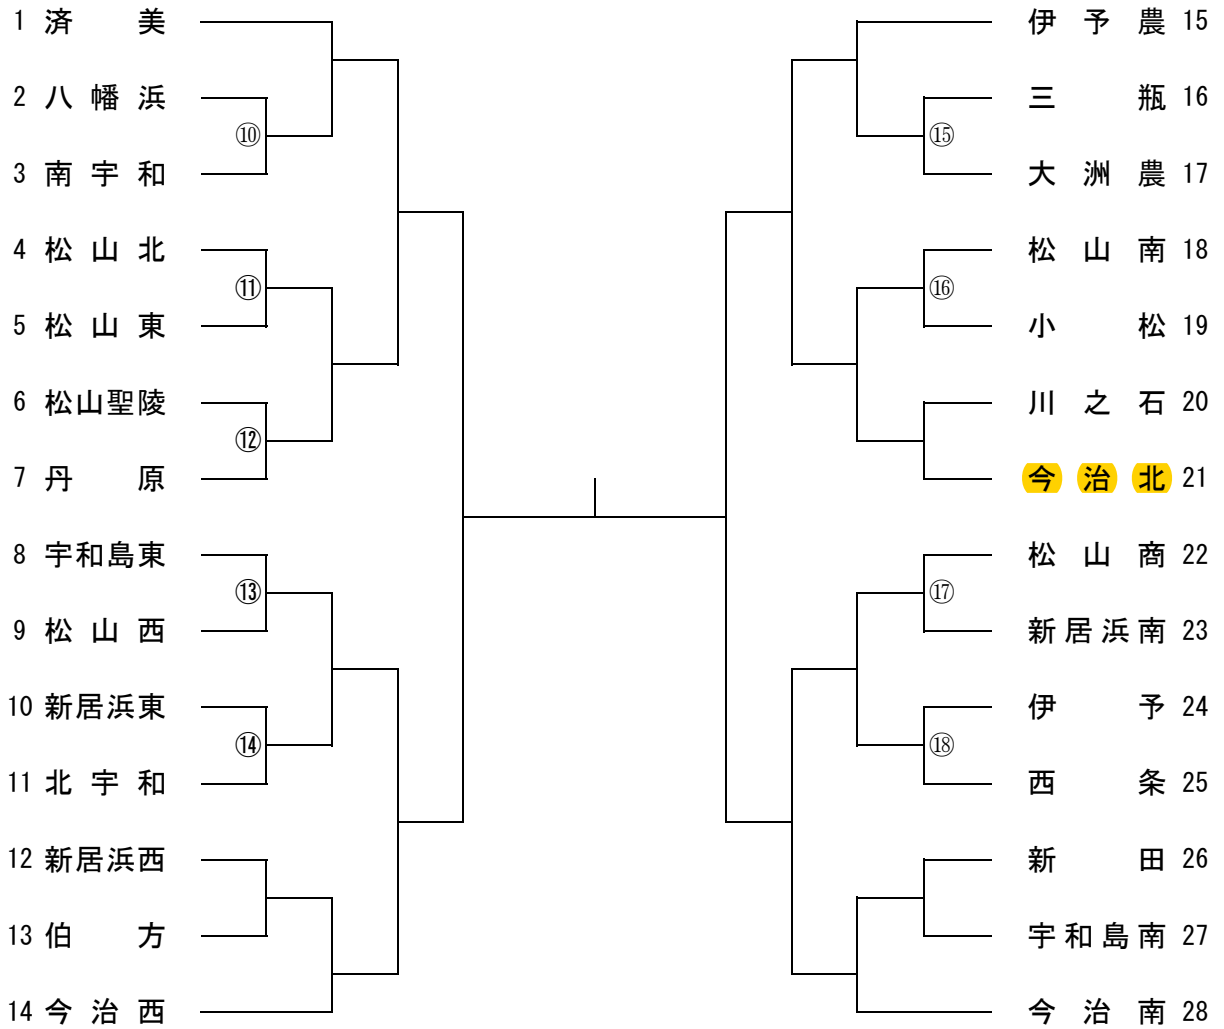 1 済美
2 八幡浜
⑩
3 南宇和
4 松山北
⑪
5 松山東
6 松山聖陵
⑫
7 丹原
8 宇和島東
⑬
9 松山西
10 新居浜東
⑭
11 北宇和
12 新居浜西
13 伯方
14 今治西
伊予農 15
三瓶 16
⑮
大洲農 17
松山南 18
⑯
小松 19
川之石 20
今治北 21
松山商 22
⑰
新居浜南 23
伊予 24
⑱
西条 25
新田 26
宇和島南 27
今治南 28